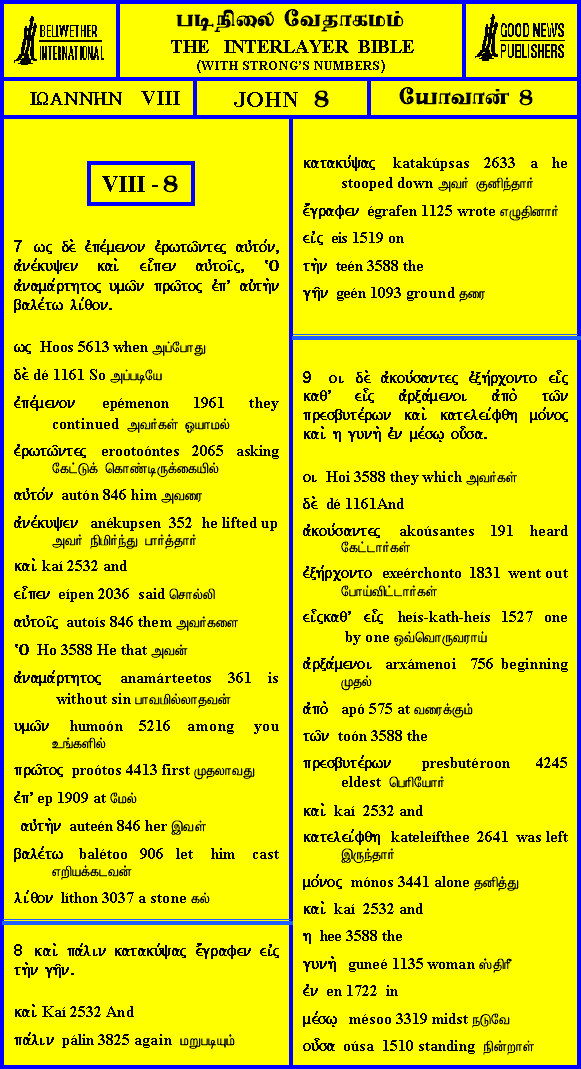 BELLWETHER INTERNATIONAL
படிநிலை வேதாகமம்
THE INTERLAYER BIBLE
(WITH STRONG'S NUMBERS)
GOOD NEWS PUBLISHERS
ΙΩΑΝΝΗΝ VIII
JOHN 8
யோவான் 8
VIII - 8
7 ως δὲ ἐπέμενον ἐρωτῶντες αὐτόν,
ἀνέκυψεν καὶ εἶπεν αὐτοῖς, Ὁ
ἀναμάρτητος υμῶν πρῶτος ἐπ' αὐτὴν
βαλέτω λίθον.
ως Hoos 5613 when அப்போது
δὲ dé 1161 So அப்படியே
ἐπέμενον epémenon 1961 they
continued அவர்கள் ஓயாமல்
ἐρωτῶντες erootoóntes 2065 asking
கேட்டுக் கொண்டிருக்கையில்
αὐτόν autón 846 him அவரை
ἀνέκυψεν anékupsen 352 he lifted up
அவர் நிமிர்ந்து பார்த்தார்
καὶ kaí 2532 and
εἶπεν eípen 2036 said சொல்லி
αὐτοῖς autoís 846 them அவர்களை
Ὁ Ho 3588 He that அவன்
ἀναμάρτητος anamárteetos 361 is
without sin பாவமில்லாதவன்
υμῶν humoón 5216 among you
உங்களில்
πρῶτος proótos 4413 first முதலாவது
ἐπ' ep 1909 at மேல்
αὐτὴν auteén 846 her இவள்
βαλέτω balétoo 906 let him cast
எறியக்கடவன்
λίθον líthon 3037 a stone கல்
8 καὶ πάλιν κατακύψας ἔγραφεν εἰς
τὴν γῆν.
καὶ Kaí 2532 And
πάλιν pálin 3825 again மறுபடியும்
κατακύψας katakúpsas 2633 a he
stooped down அவர் குனிந்தார்
ἔγραφεν égrafen 1125 wrote எழுதினார்
εἰς eis 1519 on
τὴν teén 3588 the
γῆν geén 1093 ground தரை
9 οι δὲ ἀκούσαντες ἐξήρχοντο εἷς
καθ' εἷς ἀρξάμενοι ἀπὸ τῶν
πρεσβυτέρων καὶ κατελείφθη μόνος
καὶ η γυνὴ ἐν μέσῳ οὖσα.
οι Hoi 3588 they which அவர்கள்
δὲ dé 1161And
ἀκούσαντες akoúsantes 191 heard
கேட்டார்கள்
ἐξήρχοντο exeérchonto 1831 went out
போய்விட்டார்கள்
εἷςκαθ' εἷς heís-kath-heís 1527 one
by one ஒவ்வொருவராய்
ἀρξάμενοι arxámenoi 756 beginning
முதல்
ἀπὸ apó 575 at வரைக்கும்
τῶν toón 3588 the
πρεσβυτέρων presbutéroon 4245
eldest பெரியோர்
καὶ kaí 2532 and
κατελείφθη kateleífthee 2641 was left
இருந்தார்
μόνος mónos 3441 alone தனித்து
καὶ kaí 2532 and
η hee 3588 the
γυνὴ guneé 1135 woman ஸ்திரீ
ἐν en 1722 in
μέσῳ mésoo 3319 midst நடுவே
οὖσα oúsa 1510 standing நின்றாள்